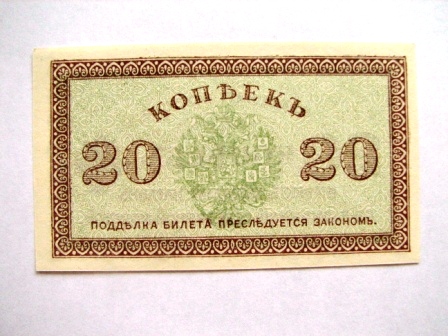 КОПѢЕКЪ
20 20
ПОДДѢЛКА БИЛЕТА ПРЕСЛѢДУЕТСЯ ЗАКОНОМЪ.